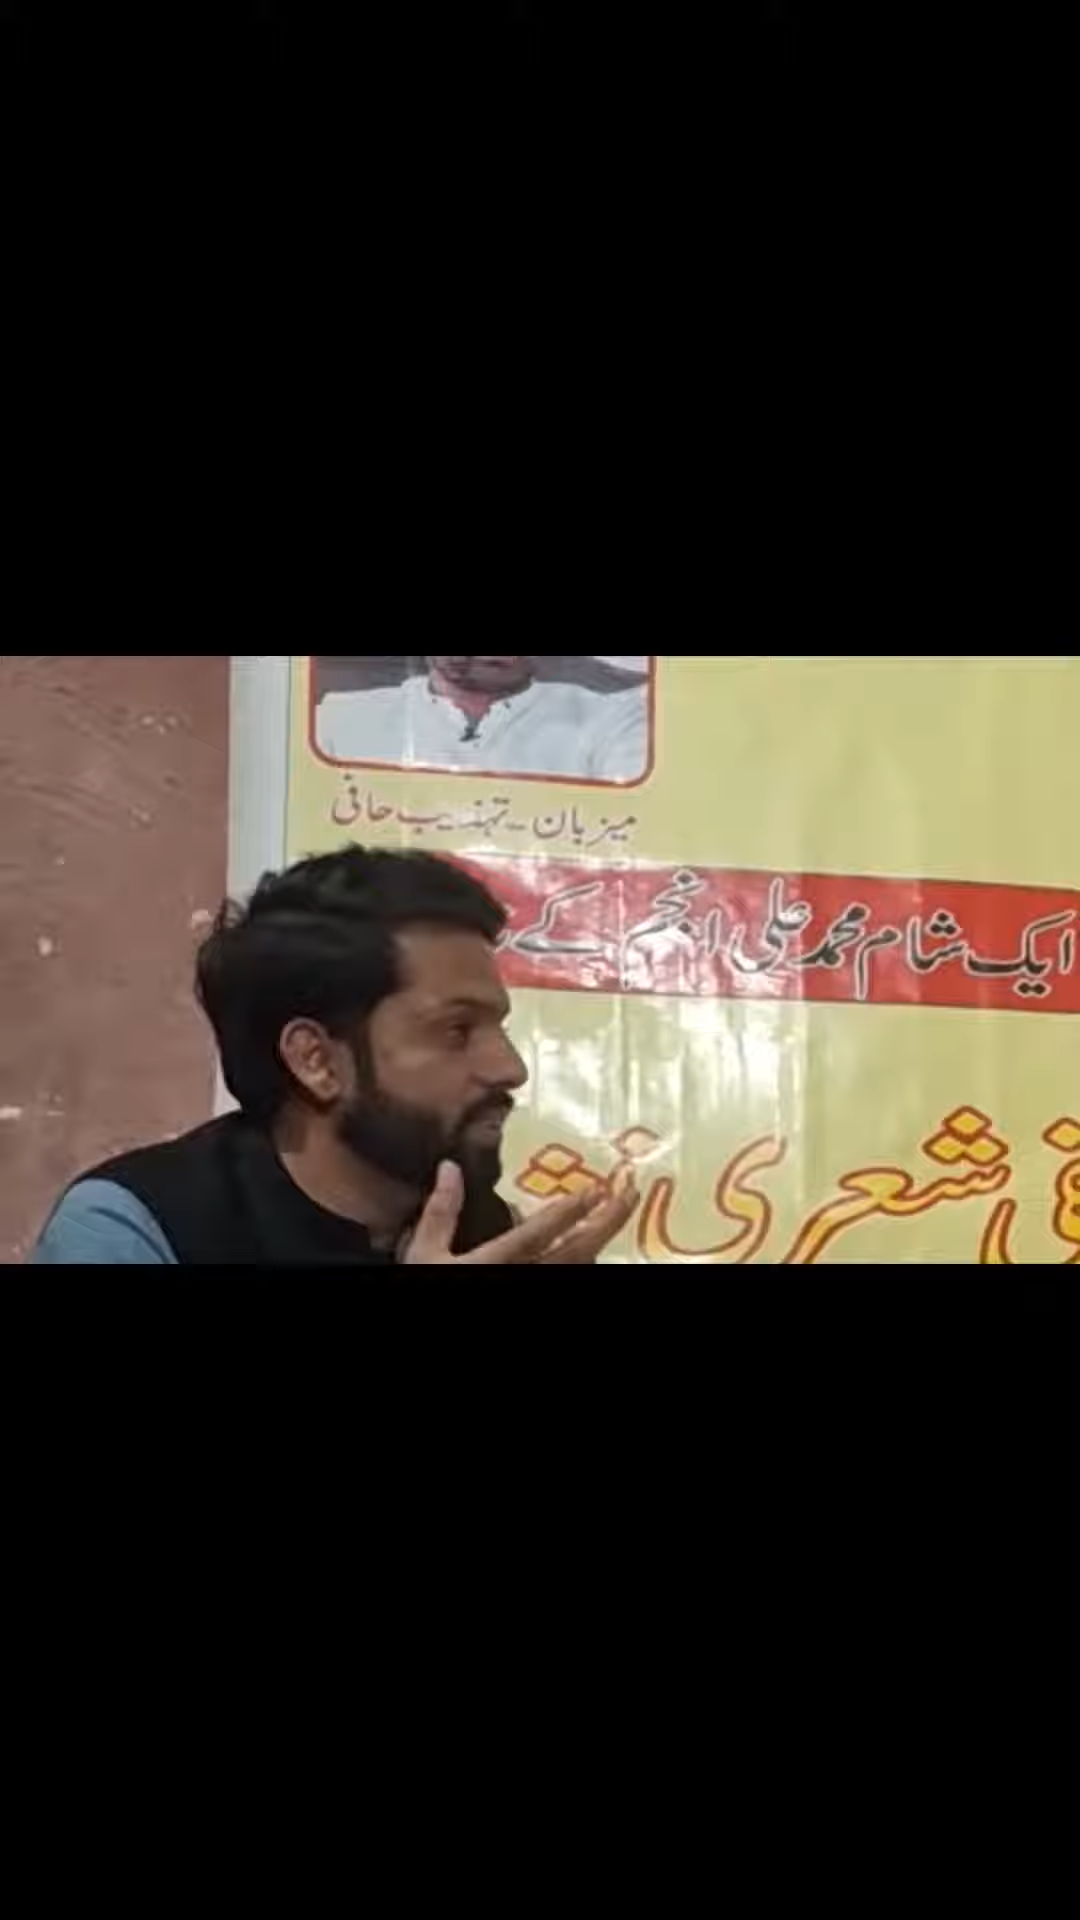 میزبان۔تہذیب حافی
ایک شام محمد علی انجم کے
شعری